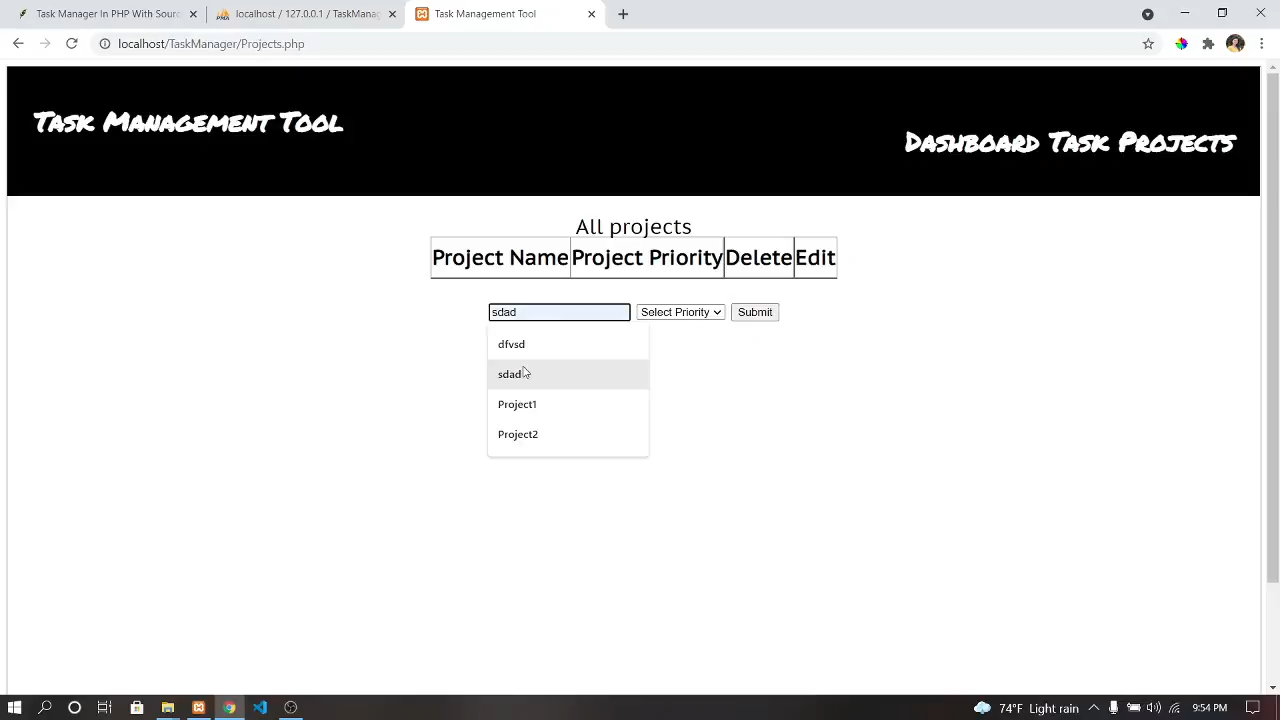 Task Manager In PHP With Sourc
localhost / 127.0.0.1 / TaskManag
Task Management Tool
localhost/TaskManager/Projects.php
Task Management Tool
Dashboard Task Projects
All projects
Project Name Project Priority Delete Edit
sdad Select Priority Submit
dfvsd
sdad
Project1
Project2
74°F Light rain 9:54 PM